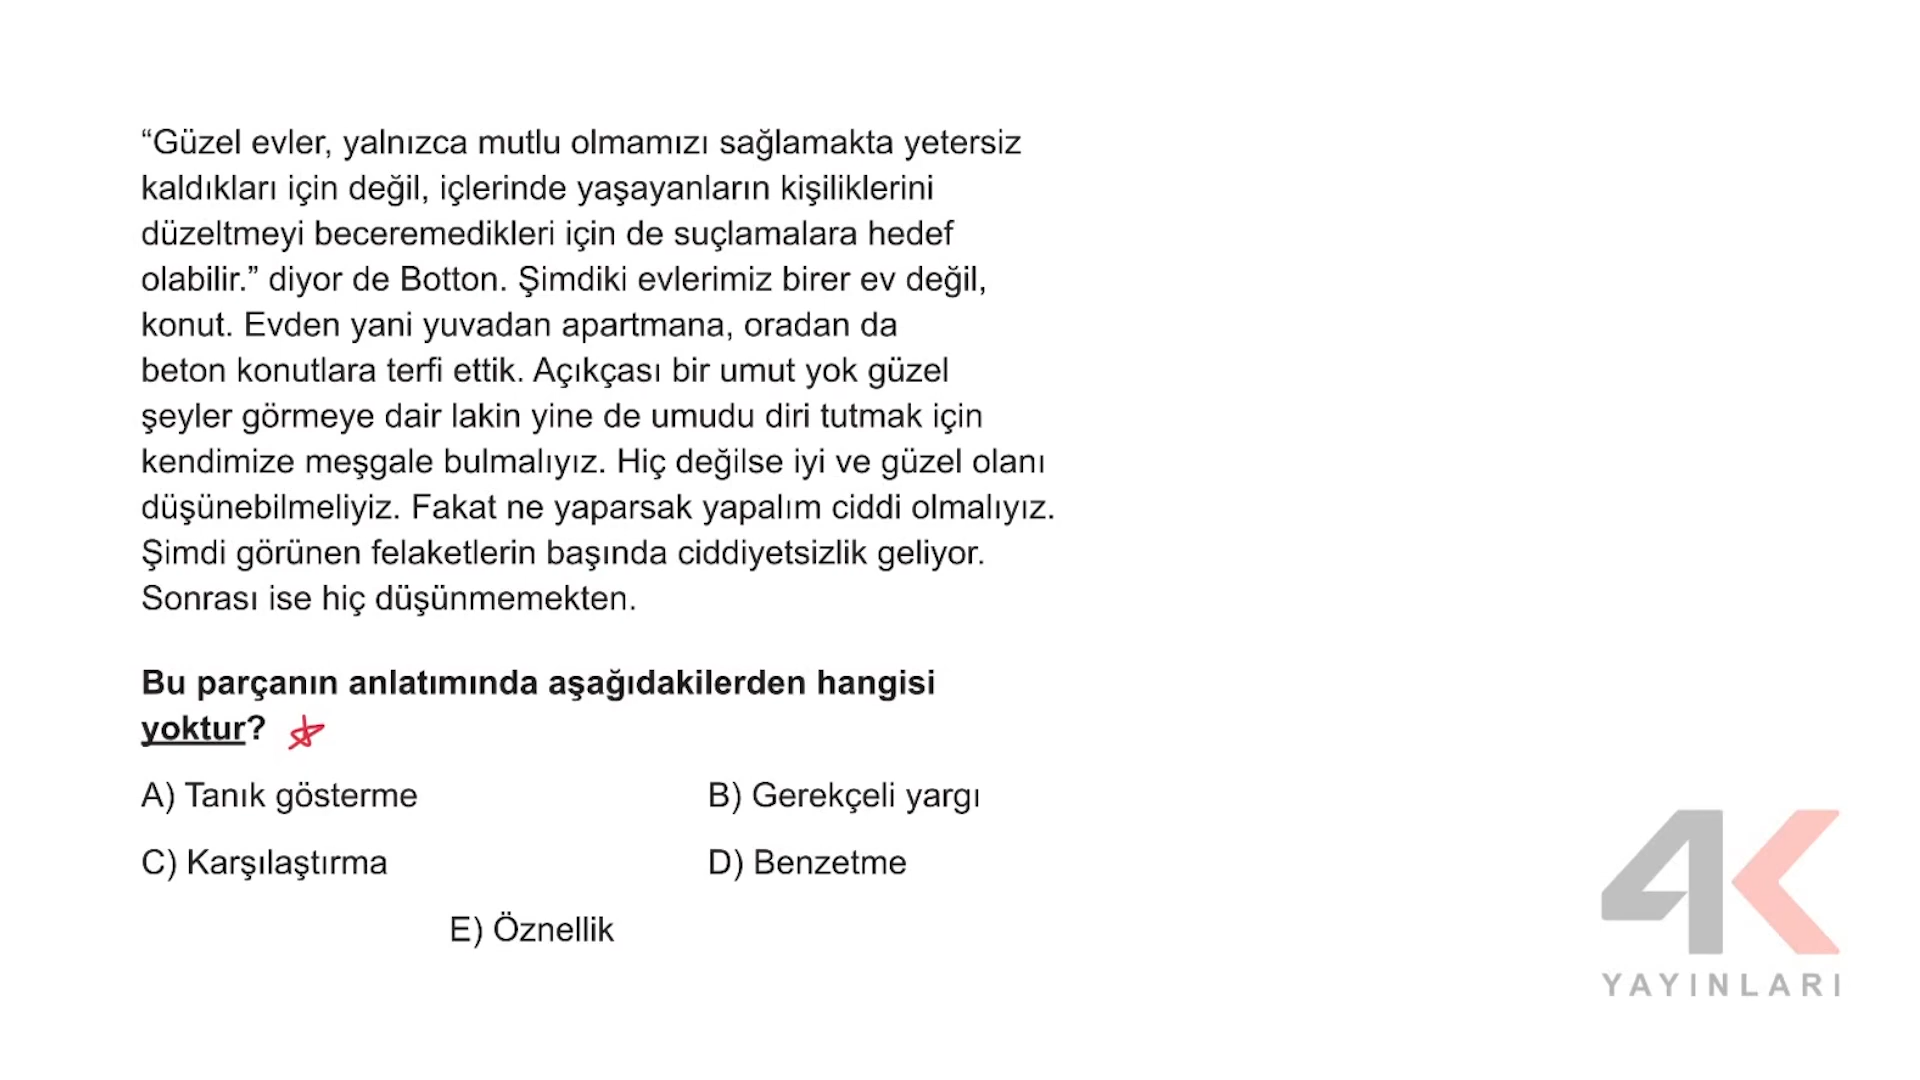 “Güzel evler, yalnızca mutlu olmamızı sağlamakta yetersiz
kaldıkları için değil, içlerinde yaşayanların kişiliklerini
düzeltmeyi beceremedikleri için de suçlamalara hedef
olabilir.” diyor de Botton. Şimdiki evlerimiz birer ev değil,
konut. Evden yani yuvadan apartmana, oradan da
beton konutlara terfi ettik. Açıkçası bir umut yok güzel
şeyler görmeye dair lakin yine de umudu diri tutmak için
kendimize meşgale bulmalıyız. Hiç değilse iyi ve güzel olanı
düşünebilmeliyiz. Fakat ne yaparsak yapalım ciddi olmalıyız.
Şimdi görünen felaketlerin başında ciddiyetsizlik geliyor.
Sonrası ise hiç düşünmemekten.
Bu parçanın anlatımında aşağıdakilerden hangisi
yoktur?
A) Tanık gösterme
B) Gerekçeli yargı
C) Karşılaştırma
D) Benzetme
E) Öznellik
4K
YAYINLARI